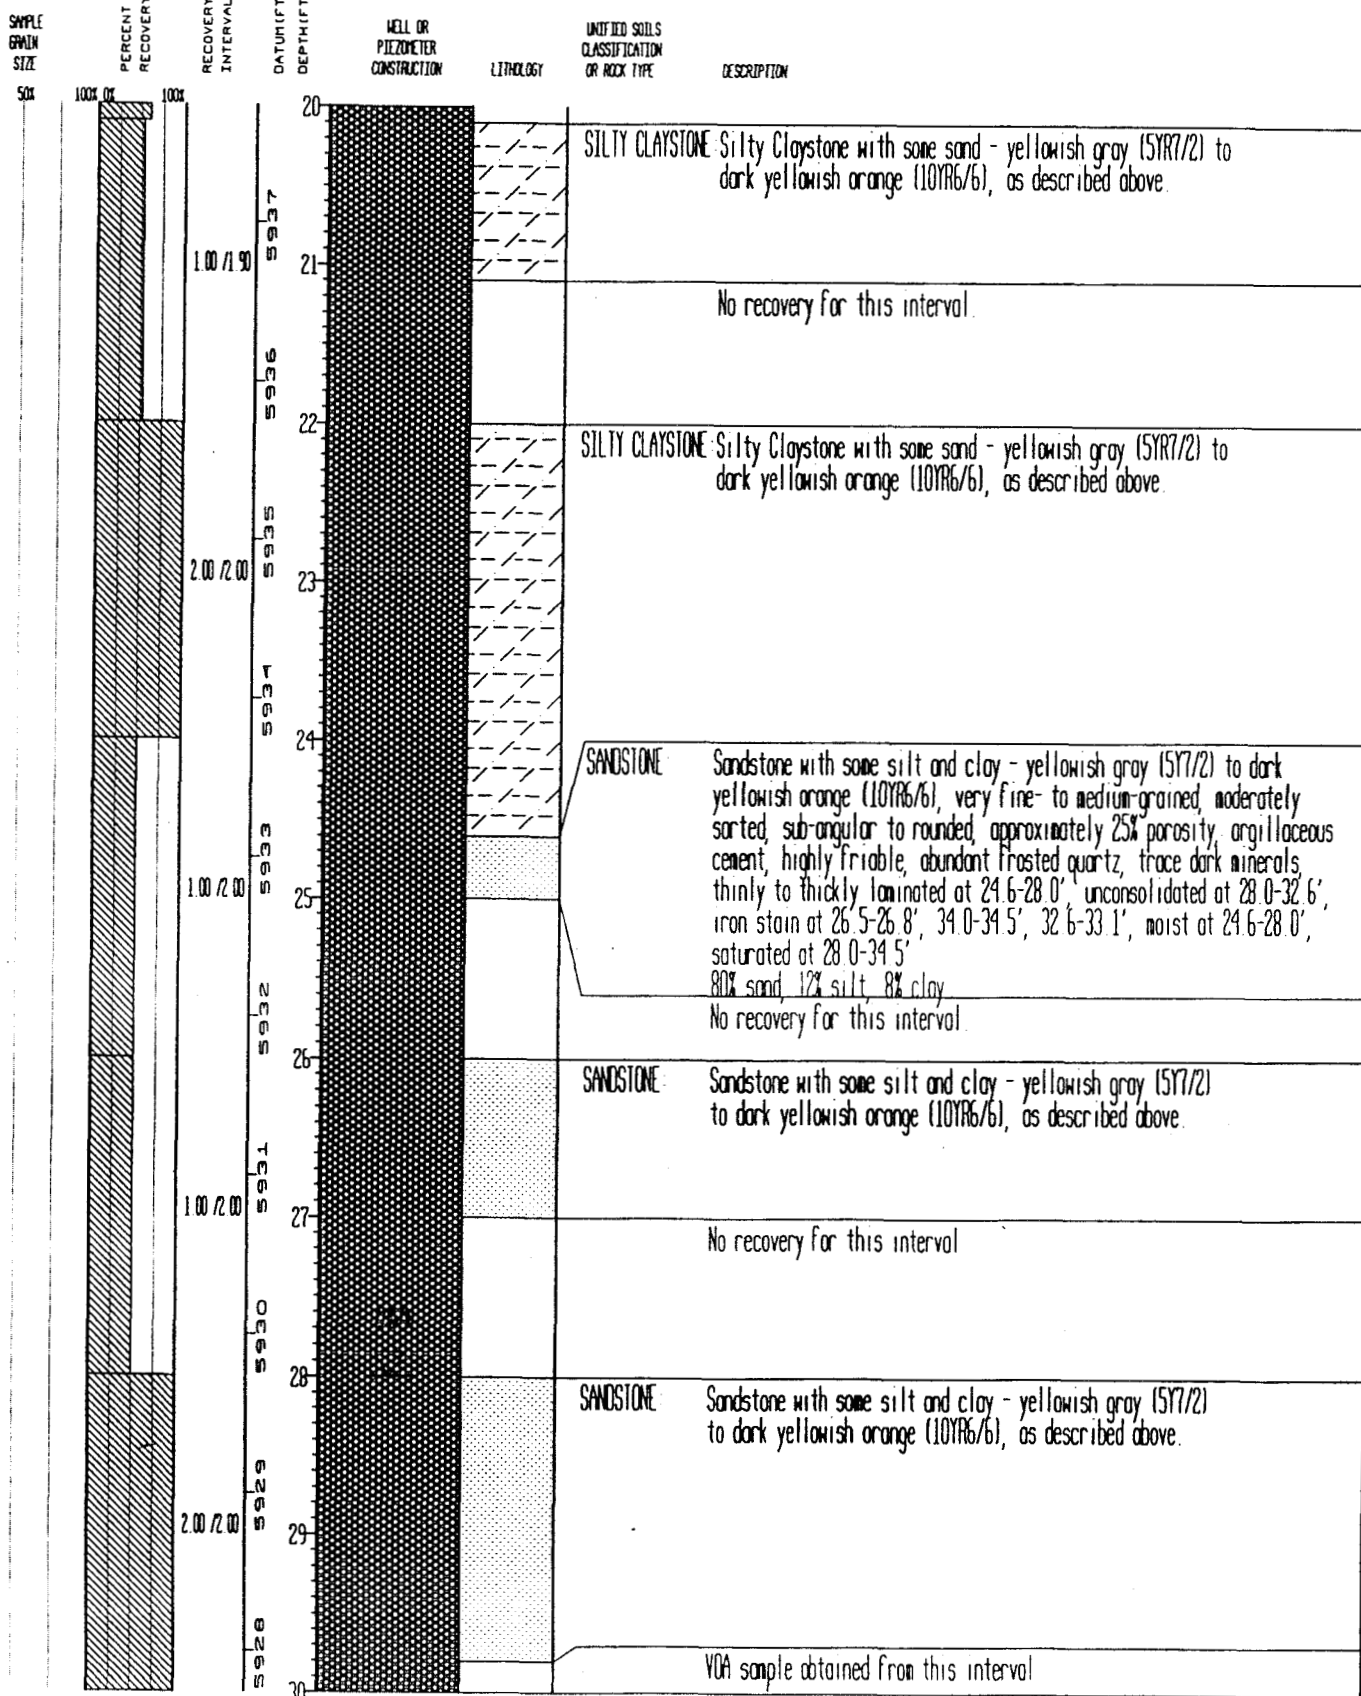 SAMPLE
GRAIN
SIZE
PERCENT
RECOVERY
RECOVERY
INTERVAL
DATUM(FT
DEPTH(FT
WELL OR
PIEZOMETER
CONSTRUCTION
LITHOLOGY
UNIFIED SOILS
CLASSIFICATION
OR ROCK TYPE
DESCRIPTION
50% 100% 0% 100%
20
SILTY CLAYSTONE Silty Claystone with some sand - yellowish gray (5YR7/2) to
dark yellowish orange (10YR6/6), as described above.
5937
1.00 /1.90
21
No recovery for this interval.
5936
22
SILTY CLAYSTONE Silty Claystone with some sand - yellowish gray (5YR7/2) to
dark yellowish orange (10YR6/6), as described above.
5935
2.00 /2.00
23
5934
24
SANDSTONE Sandstone with some silt and clay - yellowish gray (5Y7/2) to dark
yellowish orange (10YR6/6), very fine- to medium-grained, moderately
sorted, sub-angular to rounded, approximately 25% porosity, argillaceous
cement, highly friable, abundant frosted quartz, trace dark minerals,
thinly to thickly laminated at 24.6-28.0', unconsolidated at 28.0-32.6',
iron stain at 26.5-26.8', 34.0-34.5', 32.6-33.1', moist at 24.6-28.0',
saturated at 28.0-34.5'
80% sand, 12% silt, 8% clay
5933
1.00 /2.00
25
5932
No recovery for this interval
26
SANDSTONE Sandstone with some silt and clay - yellowish gray (5Y7/2)
to dark yellowish orange (10YR6/6), as described above.
5931
1.00 /2.00
27
No recovery for this interval
5930
28
SANDSTONE Sandstone with some silt and clay - yellowish gray (5Y7/2)
to dark yellowish orange (10YR6/6), as described above.
5929
2.00 /2.00
29
5928
VOA sample obtained from this interval
30